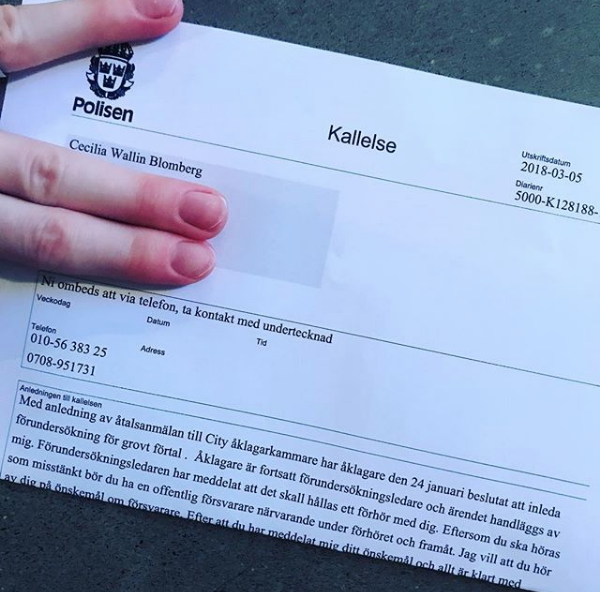 Polisen
Kallelse
Utskriftsdatum
2018-03-05
Diarienr
5000-K128188-
Cecilia Wallin Blomberg
Ni ombeds att via telefon, ta kontakt med undertecknad
Veckodag
Datum
Tid
Telefon
010-56 383 25
0708-951731
Adress
Anledningen till kallelsen
Med anledning av åtalsanmälan till City åklagarkammare har åklagare den 24 januari beslutat att inleda
förundersökning för grovt förtal . Åklagare är fortsatt förundersökningsledare och ärendet handläggs av
mig. Förundersökningsledaren har meddelat att det skall hållas ett förhör med dig. Eftersom du ska höras
som misstänkt bör du ha en offentlig försvarare närvarande under förhöret och framåt. Jag vill att du hör
av dig på önskemål om försvarare. Efter att du har meddelat mig ditt önskemål och allt är klart med